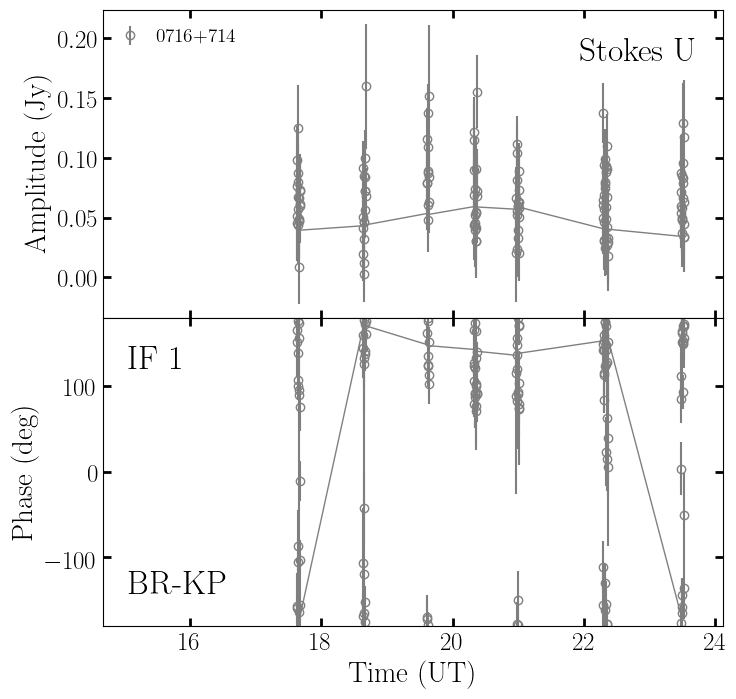 0716+714
Stokes U
0.20
0.15
0.10
0.05
0.00
Amplitude (Jy)
IF 1
100
0
−100
Phase (deg)
BR-KP
16 18 20 22 24
Time (UT)